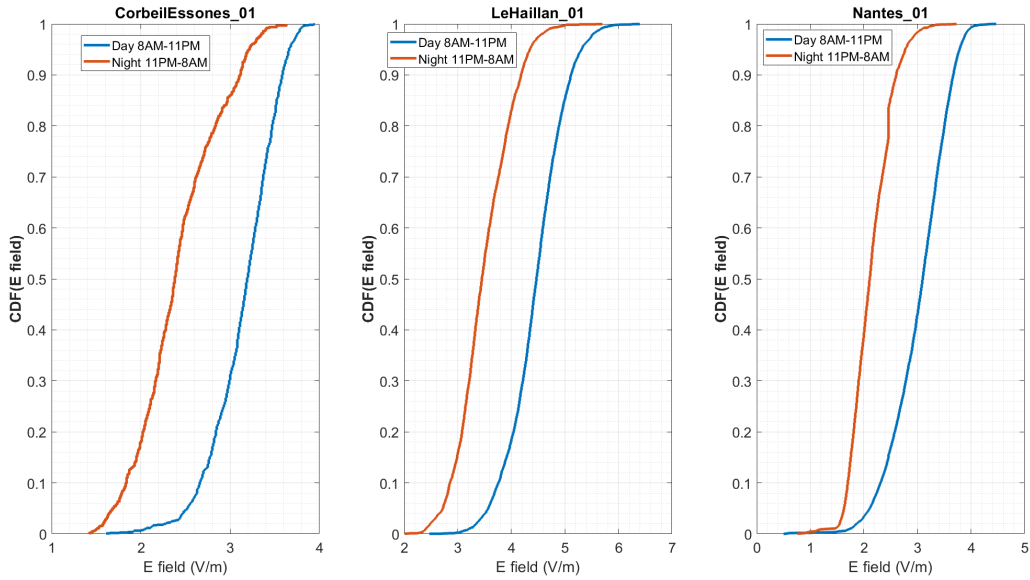 CorbeilEssones_01
CDF(E field)
1
0.9
0.8
0.7
0.6
0.5
0.4
0.3
0.2
0.1
0
Day 8AM-11PM
Night 11PM-8AM
1 2 3 4
E field (V/m)
LeHaillan_01
CDF(E field)
1
0.9
0.8
0.7
0.6
0.5
0.4
0.3
0.2
0.1
0
Day 8AM-11PM
Night 11PM-8AM
2 3 4 5 6 7
E field (V/m)
Nantes_01
CDF(E field)
1
0.9
0.8
0.7
0.6
0.5
0.4
0.3
0.2
0.1
0
Day 8AM-11PM
Night 11PM-8AM
0 1 2 3 4 5
E field (V/m)